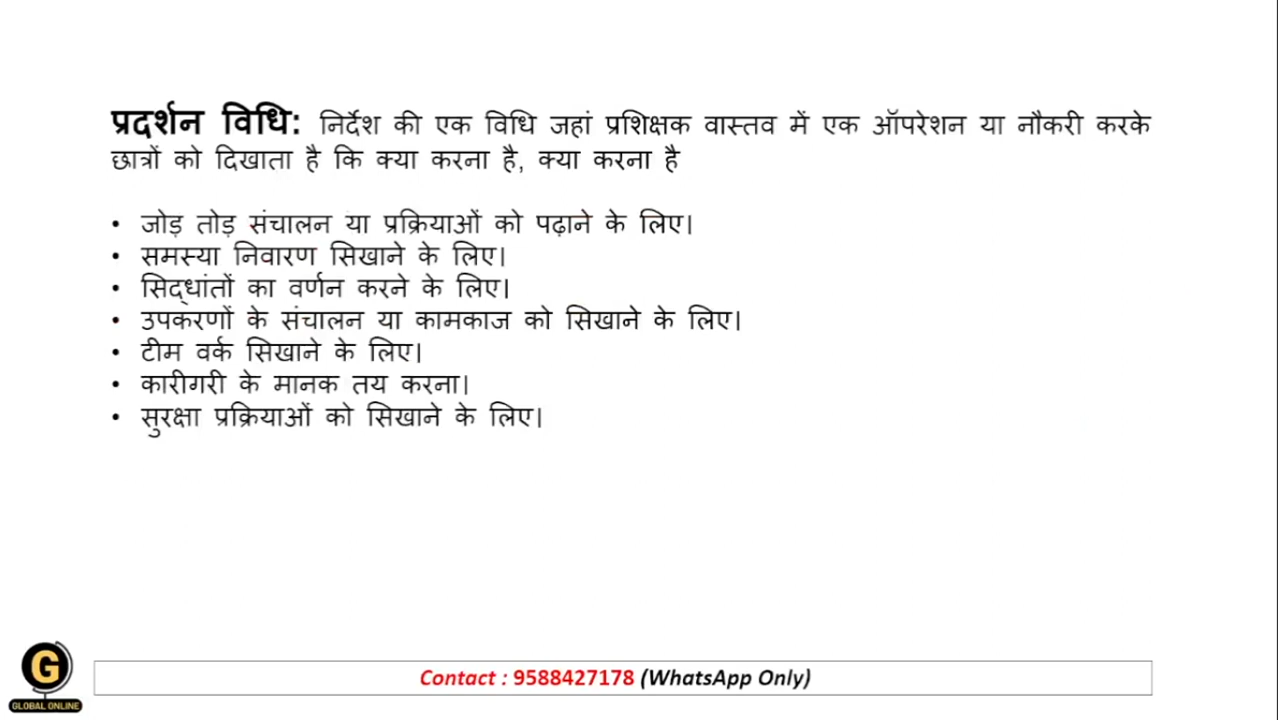 प्रदर्शन विधि: निर्देश की एक विधि जहां प्रशिक्षक वास्तव में एक ऑपरेशन या नौकरी करके
छात्रों को दिखाता है कि क्या करना है, क्या करना है
• जोड़ तोड़ संचालन या प्रक्रियाओं को पढ़ाने के लिए।
• समस्या निवारण सिखाने के लिए।
• सिद्धांतों का वर्णन करने के लिए।
• उपकरणों के संचालन या कामकाज को सिखाने के लिए।
• टीम वर्क सिखाने के लिए।
• कारीगरी के मानक तय करना।
• सुरक्षा प्रक्रियाओं को सिखाने के लिए।
G
GLOBAL ONLINE
Contact : 9588427178 (WhatsApp Only)